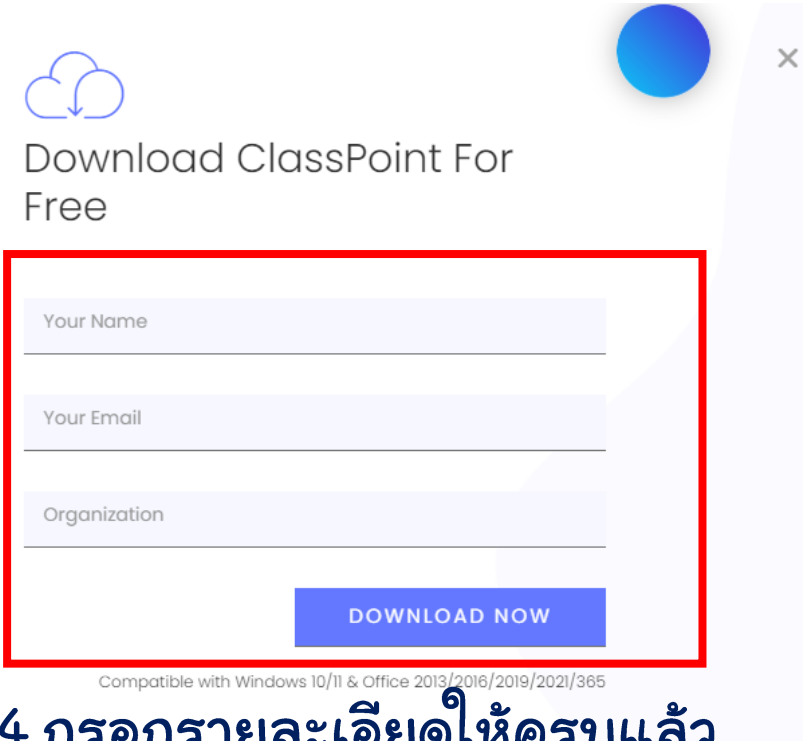 Download ClassPoint For
Free
Your Name
Your Email
Organization
DOWNLOAD NOW
Compatible with Windows 10/11 & Office 2013/2016/2019/2021/365
4 กรอกรายละเอียดให้ครบแล้ว